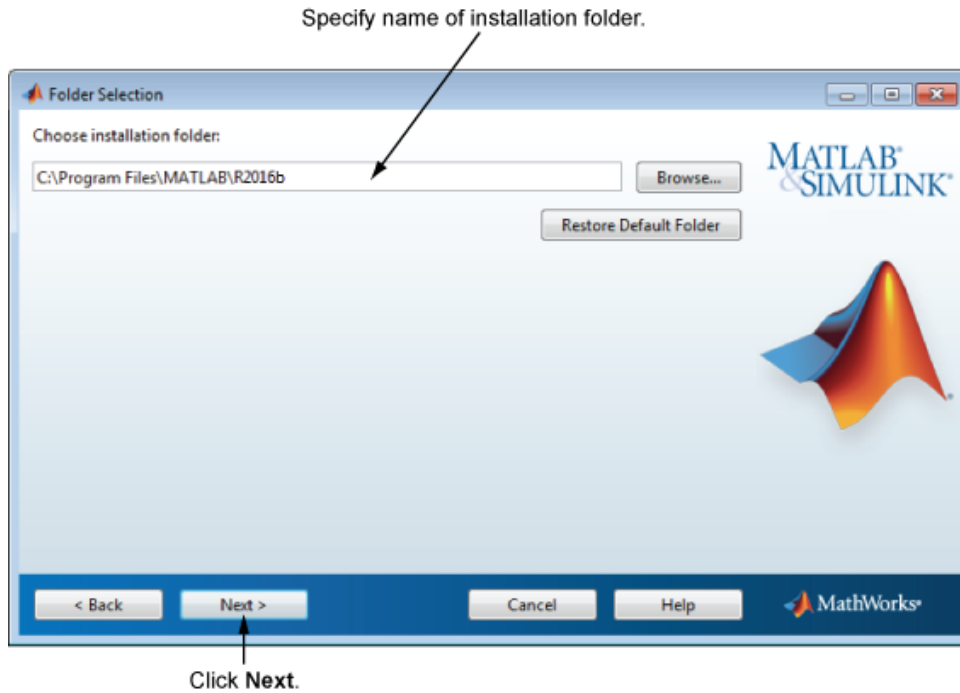 Specify name of installation folder.
Folder Selection
Choose installation folder:
C:\Program Files\MATLAB\R2016b
Browse...
Restore Default Folder
MATLAB®
&SIMULINK®
®
< Back
Next >
Cancel
Help
MathWorks®
Click Next.